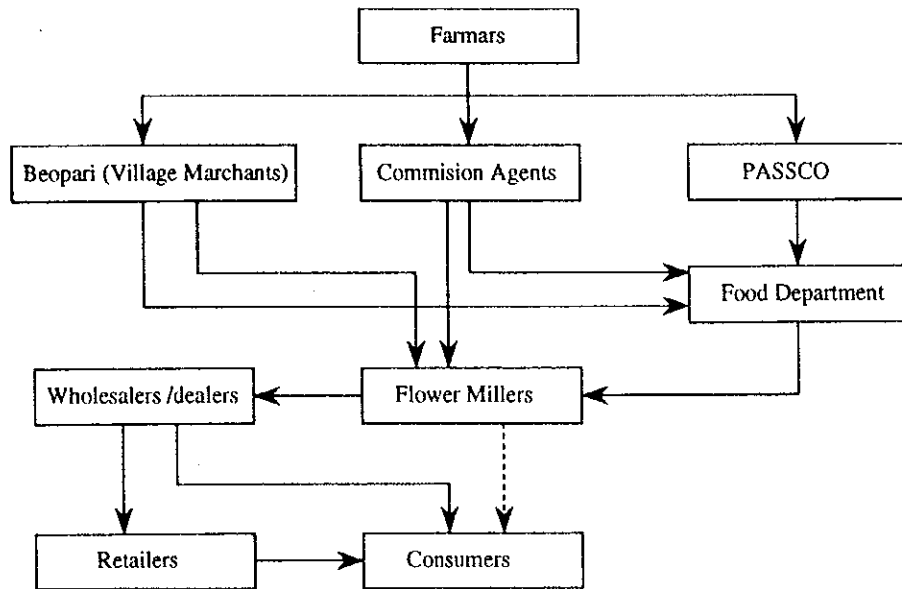 Farmars
Beopari (Village Marchants)
Commision Agents
PASSCO
Food Department
Wholesalers /dealers
Flower Millers
Retailers
Consumers